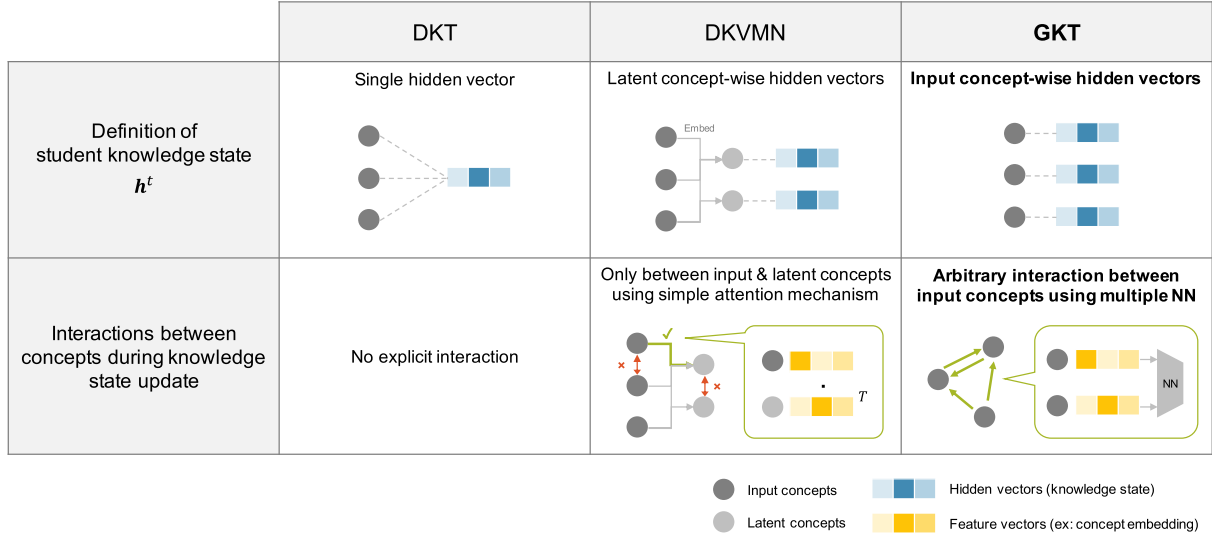 DKT
DKVMN
GKT
Definition of
student knowledge state
h^t
Single hidden vector
Latent concept-wise hidden vectors
Embed
Input concept-wise hidden vectors
Interactions between
concepts during knowledge
state update
No explicit interaction
Only between input & latent concepts
using simple attention mechanism
✓
×
×
·
T
Arbitrary interaction between
input concepts using multiple NN
NN
Input concepts
Hidden vectors (knowledge state)
Latent concepts
Feature vectors (ex: concept embedding)